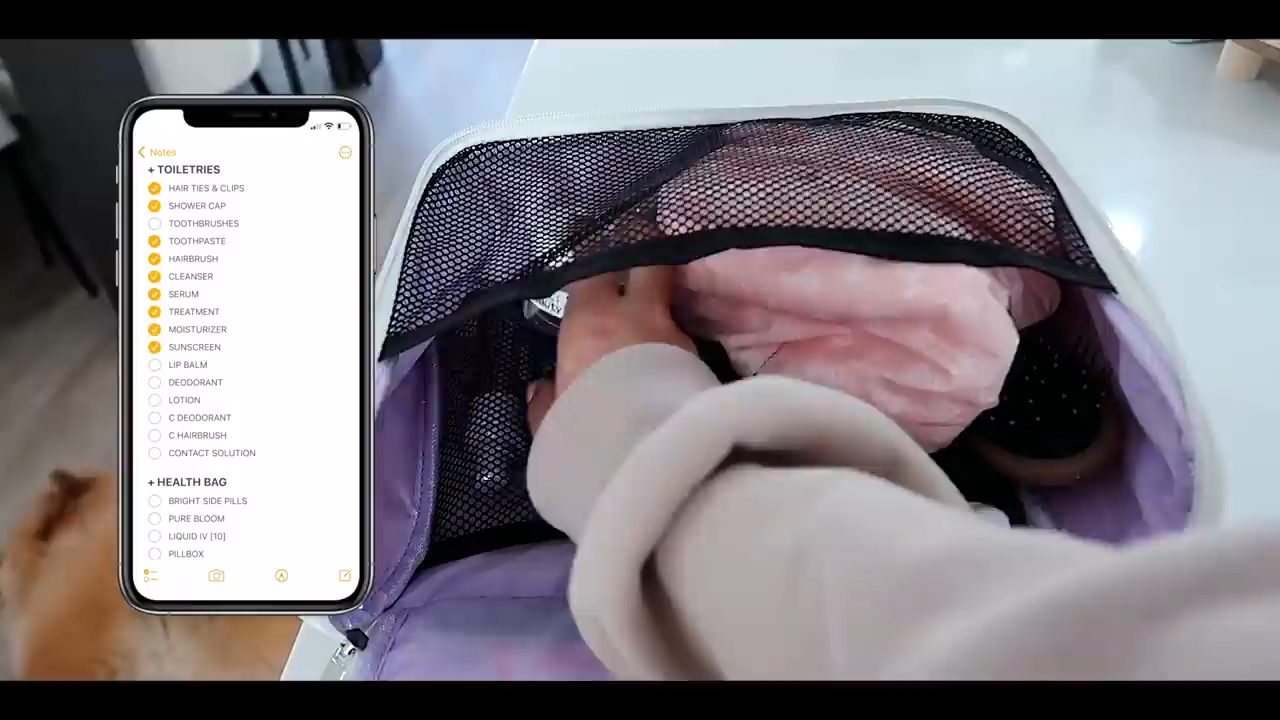 Notes
+ TOILETRIES
HAIR TIES & CLIPS
SHOWER CAP
TOOTHBRUSHES
TOOTHPASTE
HAIRBRUSH
CLEANSER
SERUM
TREATMENT
MOISTURIZER
SUNSCREEN
LIP BALM
DEODORANT
LOTION
C DEODORANT
C HAIRBRUSH
CONTACT SOLUTION
+ HEALTH BAG
BRIGHT SIDE PILLS
PURE BLOOM
LIQUID IV [10]
PILLBOX